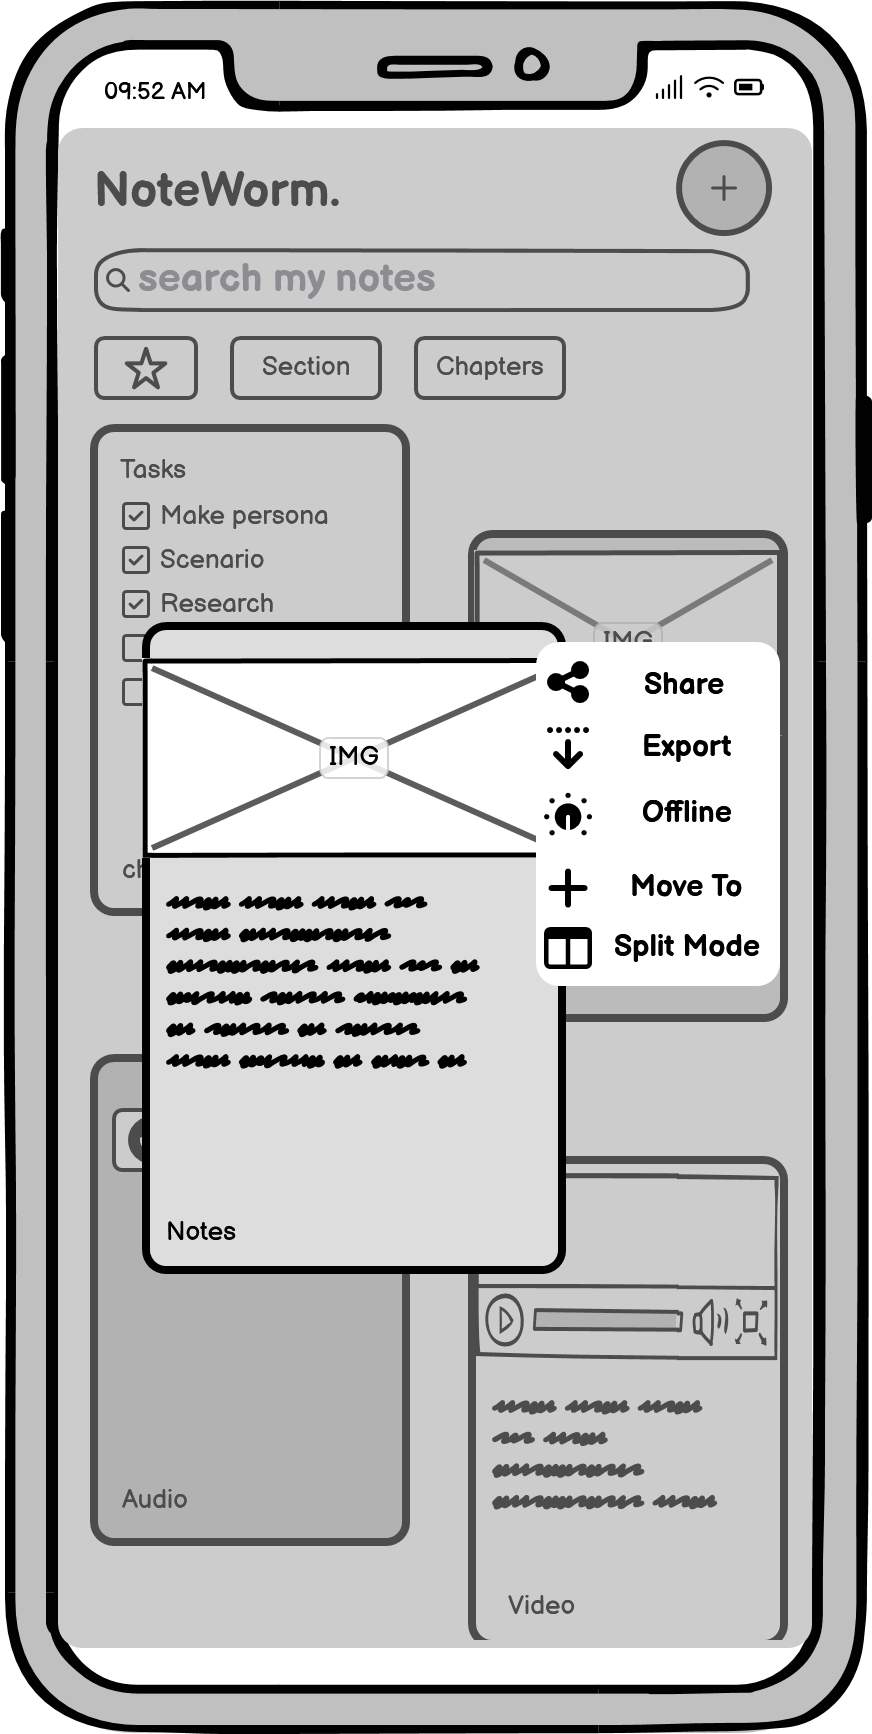 09:52 AM
NoteWorm.
search my notes
Section
Chapters
Tasks
Make persona
Scenario
Research
IMG
IMG
Share
Export
Offline
Move To
Split Mode
Notes
Audio
Video